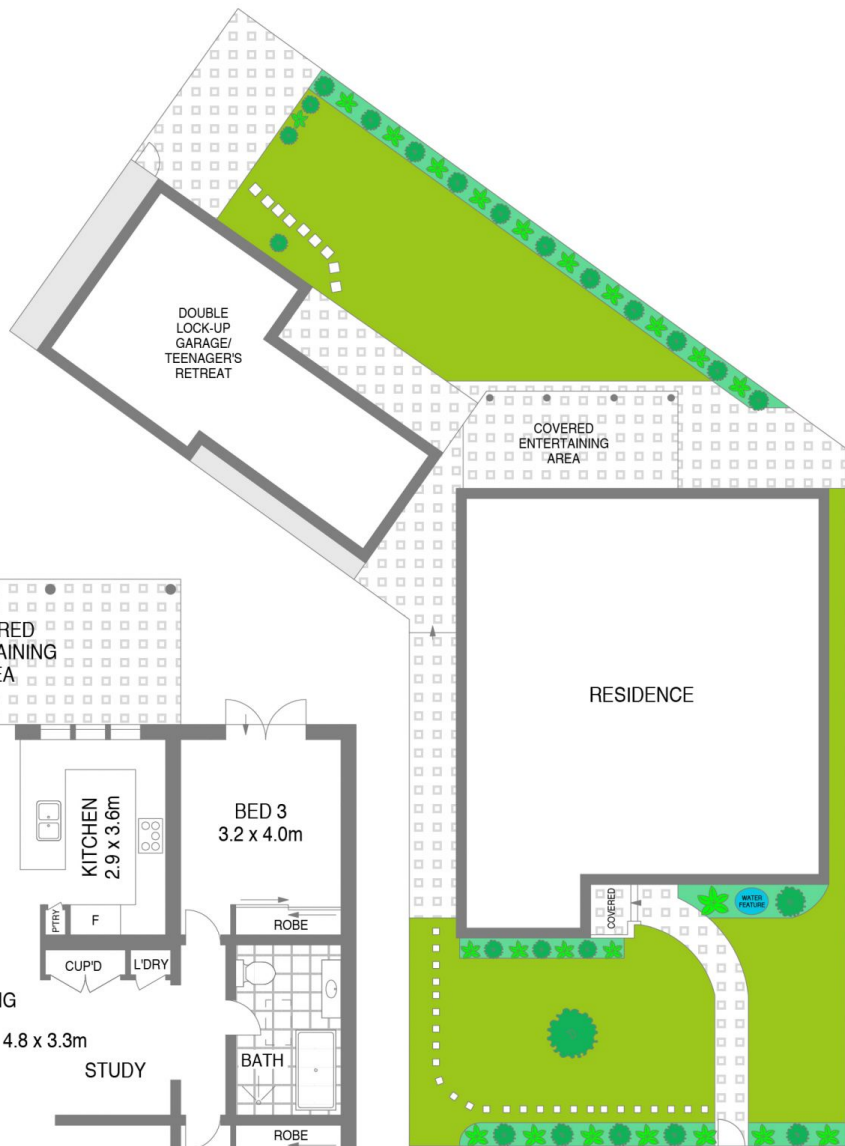 DOUBLE
LOCK-UP
GARAGE/
TEENAGER'S
RETREAT
COVERED
ENTERTAINING
AREA
RESIDENCE
COVERED
WATER
FEATURE
RED
AINING
EA
KITCHEN
2.9 x 3.6m
BED 3
3.2 x 4.0m
PTRY
F
ROBE
CUP'D
L'DRY
NG
4.8 x 3.3m
STUDY
BATH
ROBE